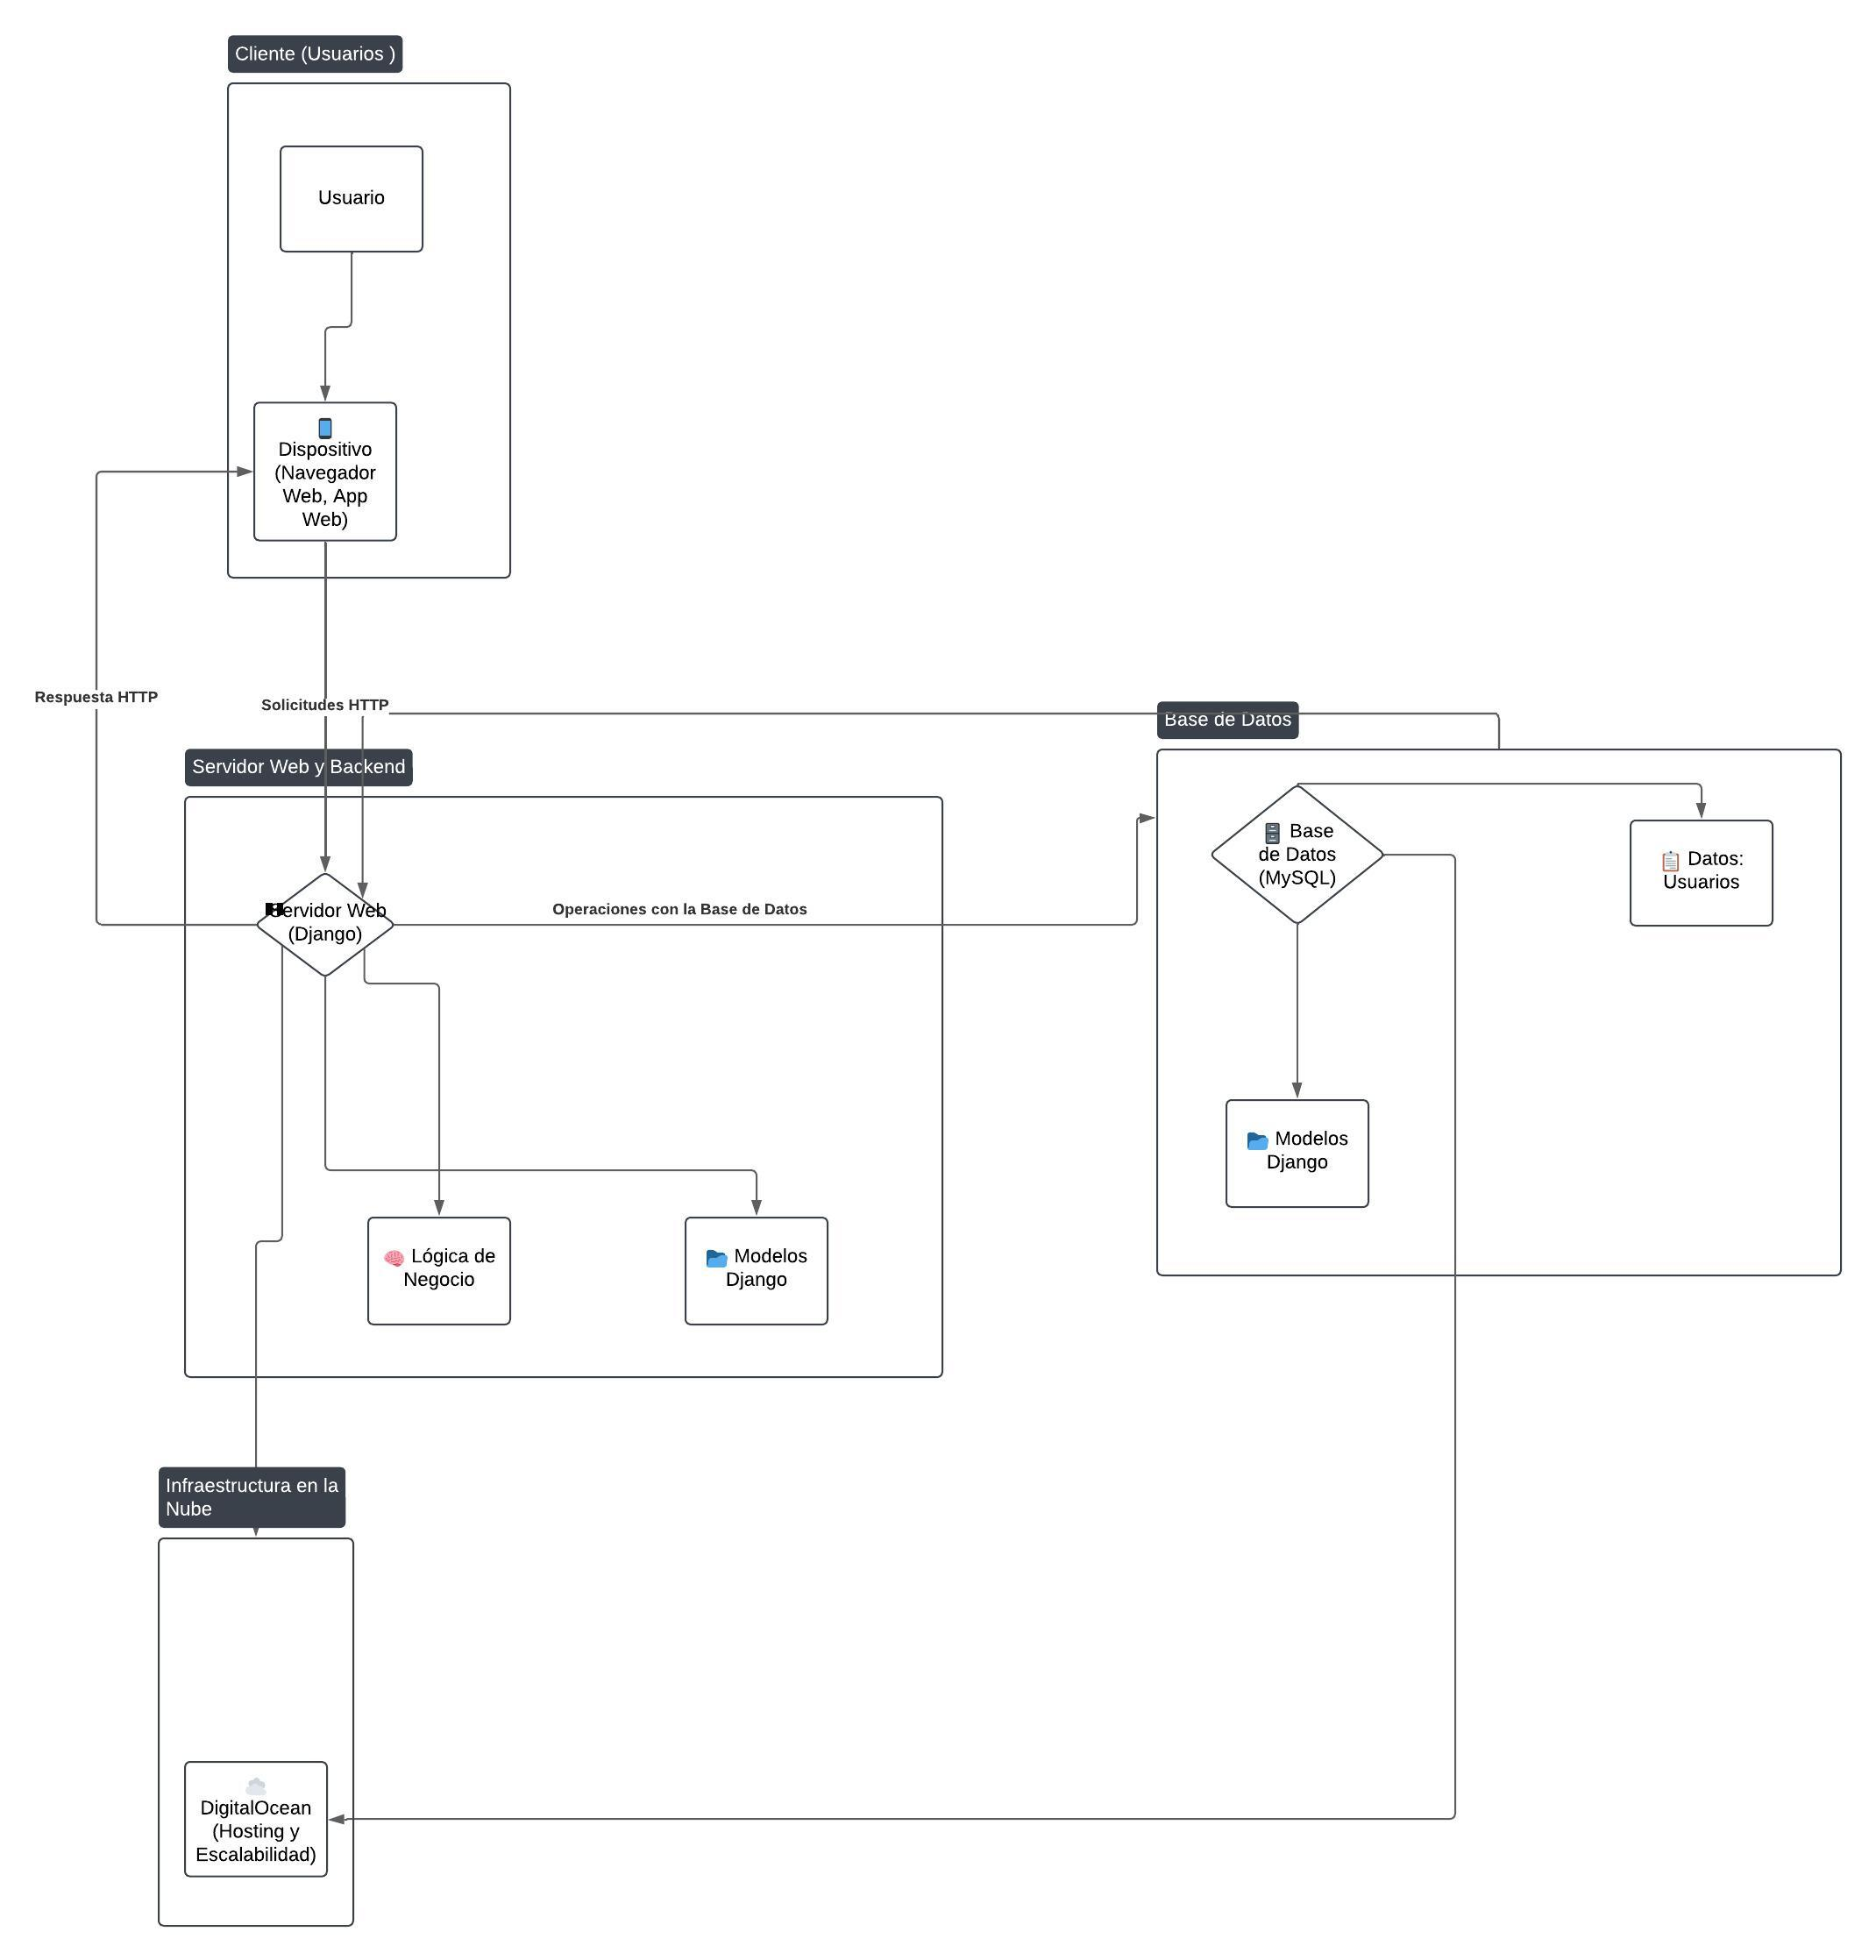 Cliente (Usuarios )
Usuario
Dispositivo
(Navegador
Web, App
Web)
Respuesta HTTP
Solicitudes HTTP
Base de Datos
Servidor Web y Backend
Base
de Datos
(MySQL)
Datos:
Usuarios
Servidor Web
(Django)
Operaciones con la Base de Datos
Modelos
Django
Lógica de
Negocio
Modelos
Django
Infraestructura en la
Nube
DigitalOcean
(Hosting y
Escalabilidad)